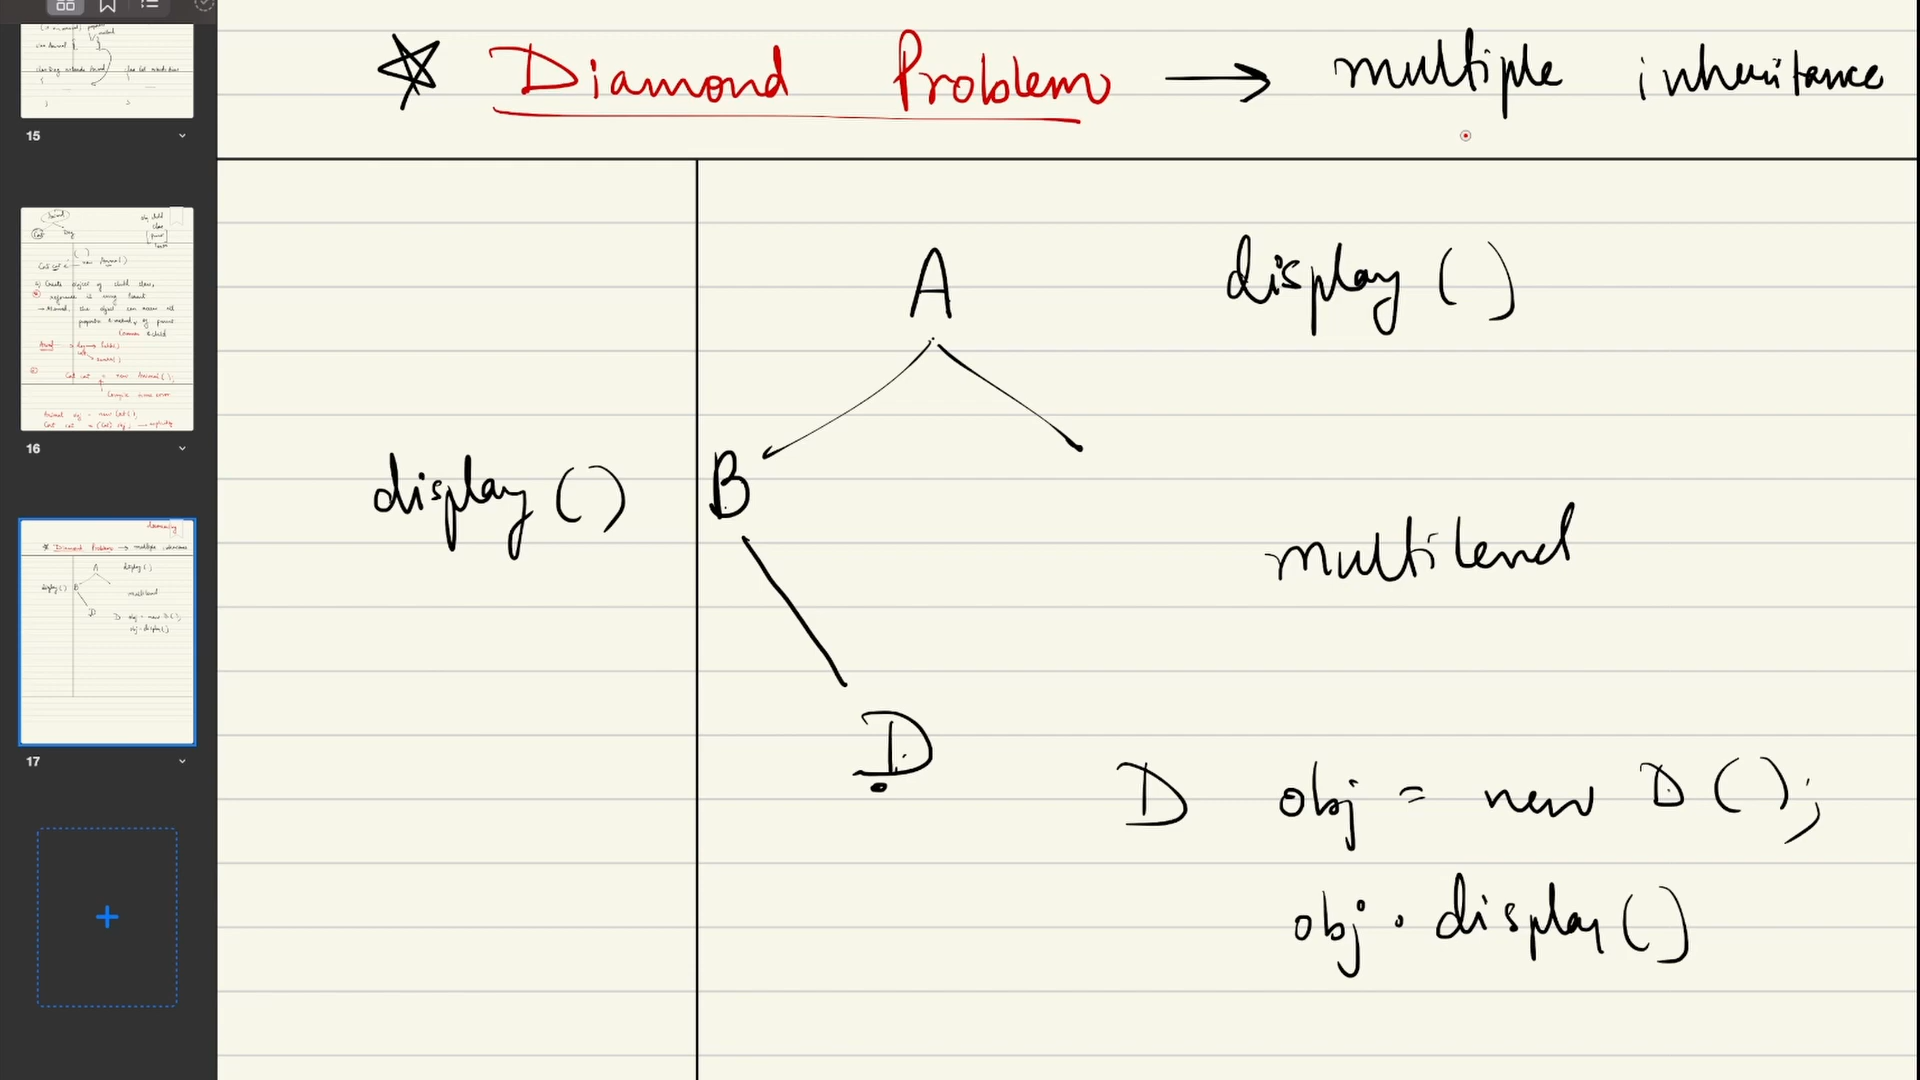 Diamond Problem → multiple inheritance
A display ()
display () B
multilevel
D
D obj = new D();
obj.display()
15
16
17